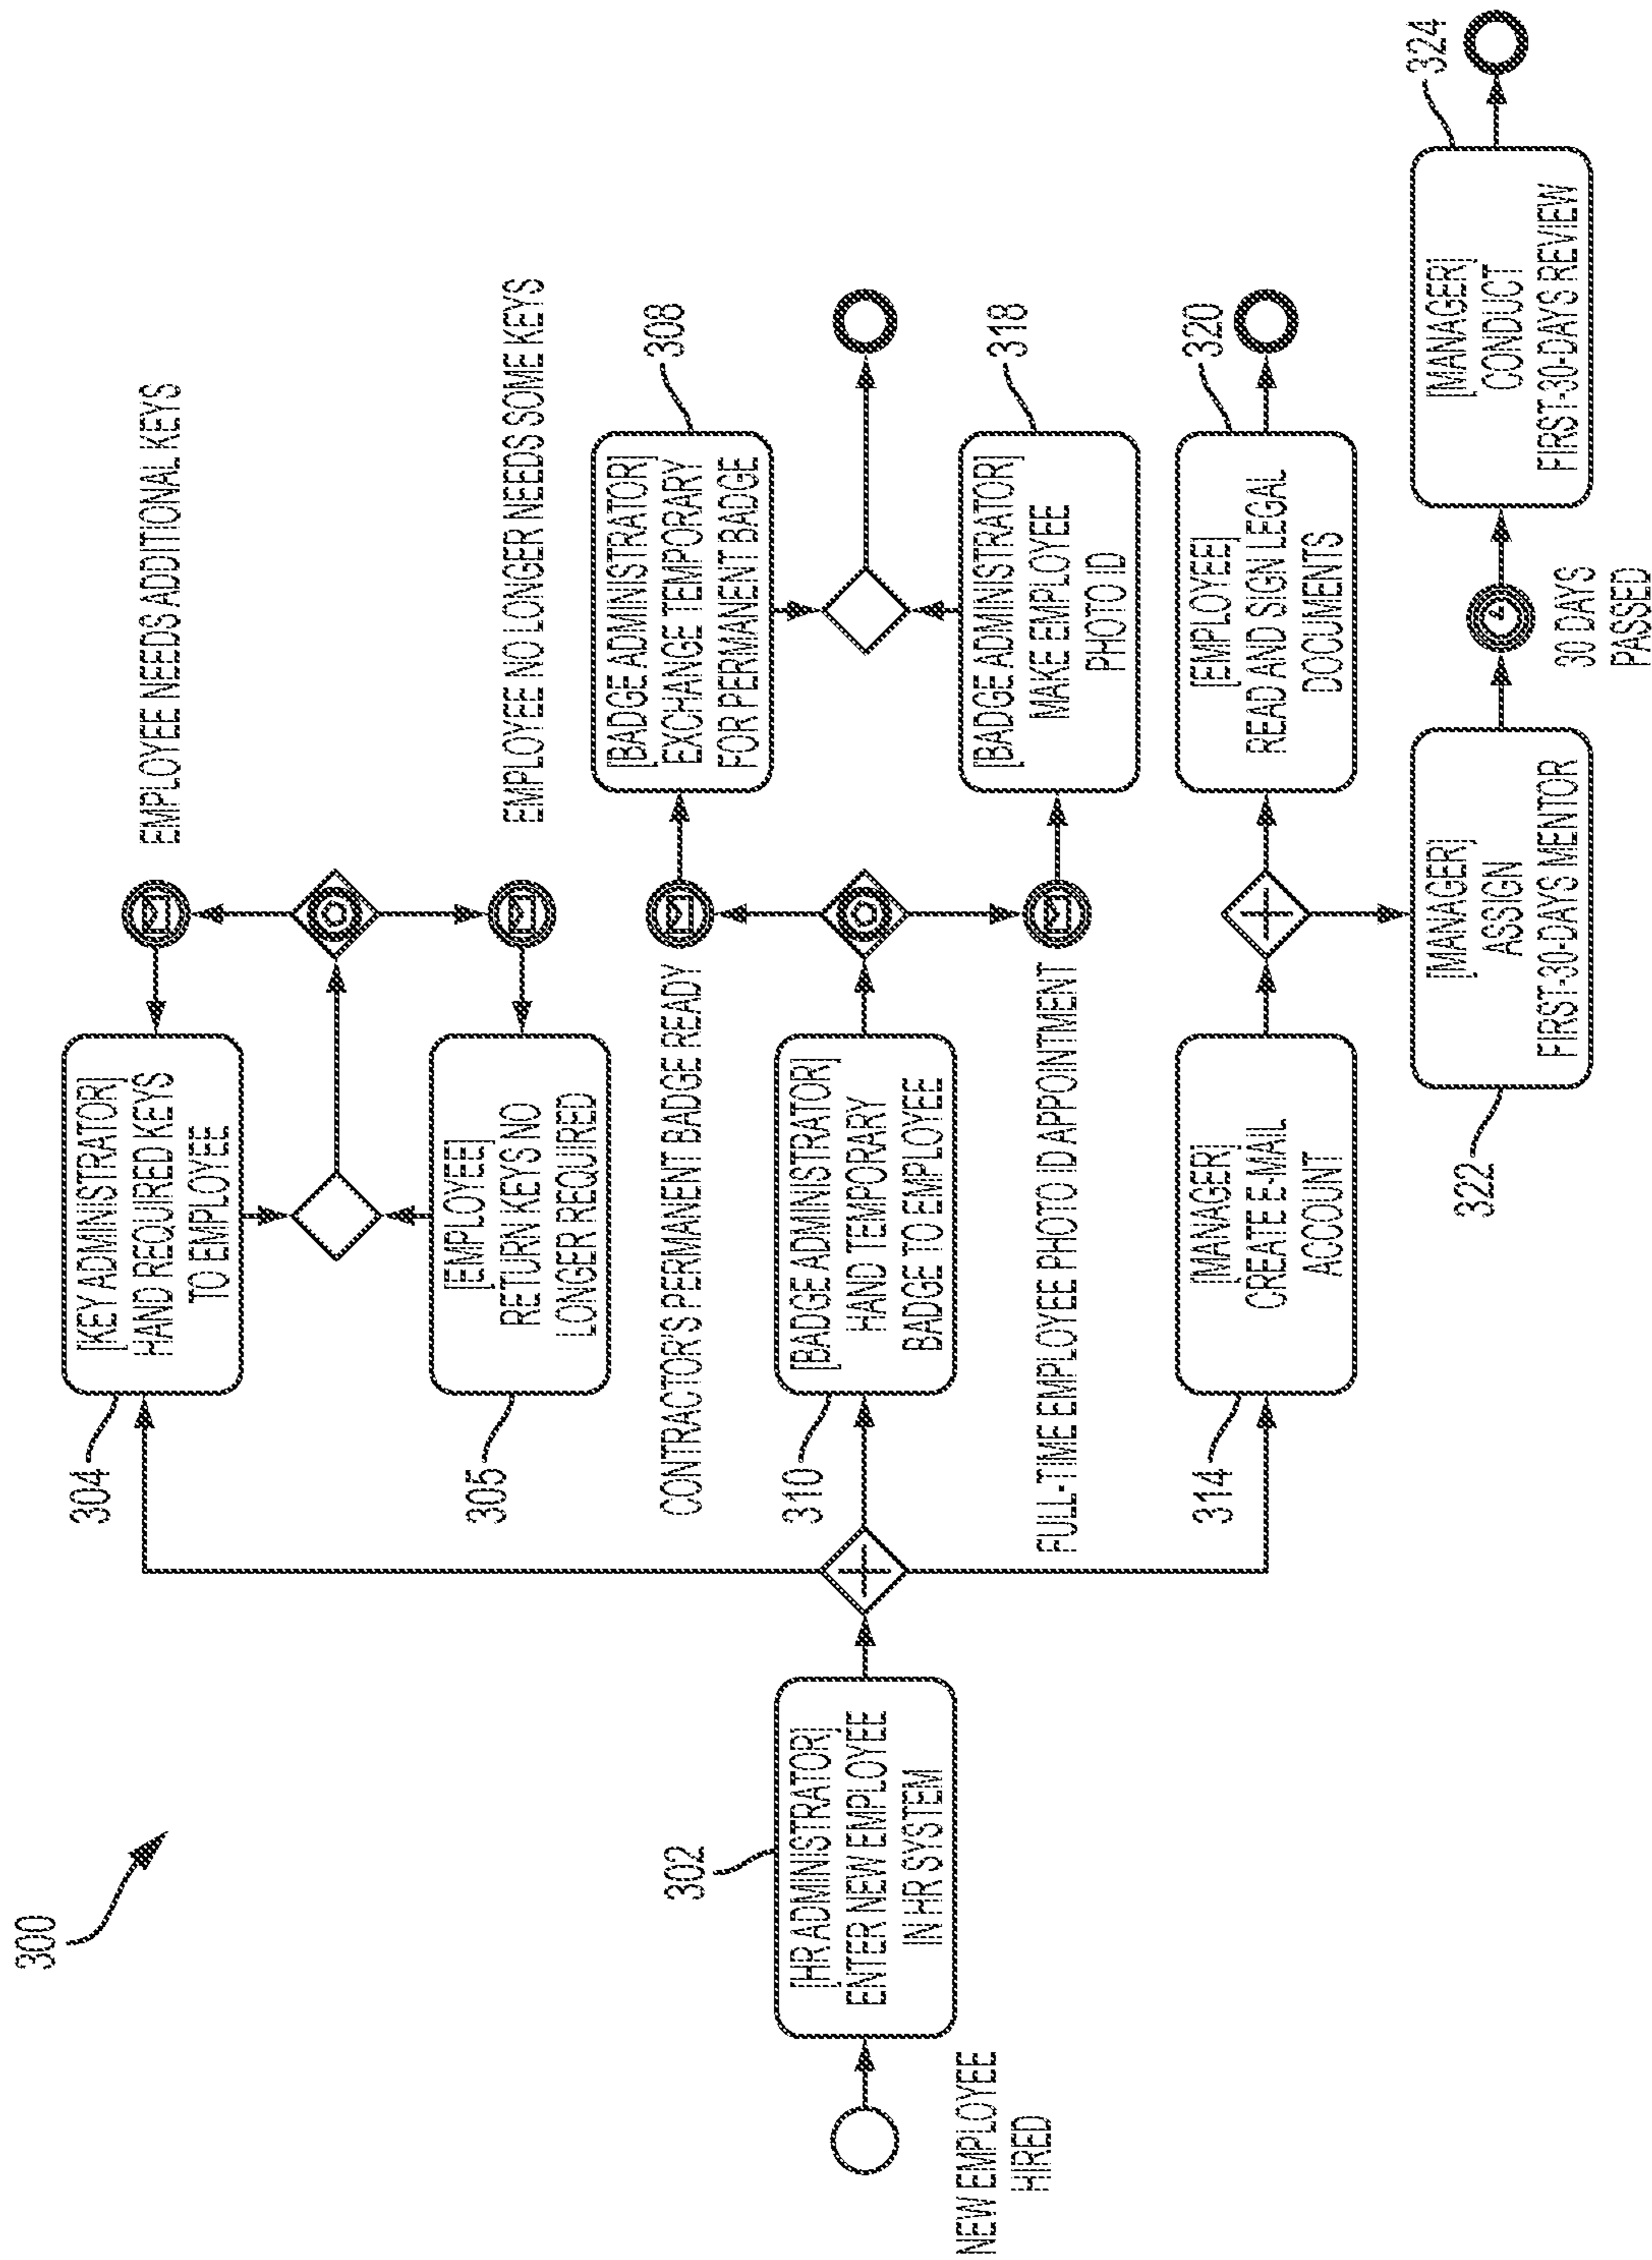 300
NEW EMPLOYEE
HIRED
302
[HR ADMINISTRATOR]
ENTER NEW EMPLOYEE
IN HR SYSTEM
304
[KEY ADMINISTRATOR]
HAND REQUIRED KEYS
TO EMPLOYEE
EMPLOYEE NEEDS ADDITIONAL KEYS
305
[EMPLOYEE]
RETURN KEYS NO
LONGER REQUIRED
EMPLOYEE NO LONGER NEEDS SOME KEYS
CONTRACTOR'S PERMANENT BADGE READY
308
[BADGE ADMINISTRATOR]
EXCHANGE TEMPORARY
FOR PERMANENT BADGE
310
[BADGE ADMINISTRATOR]
HAND TEMPORARY
BADGE TO EMPLOYEE
FULL-TIME EMPLOYEE PHOTO ID APPOINTMENT
318
[BADGE ADMINISTRATOR]
MAKE EMPLOYEE
PHOTO ID
314
[MANAGER]
CREATE E-MAIL
ACCOUNT
320
[EMPLOYEE]
READ AND SIGN LEGAL
DOCUMENTS
322
[MANAGER]
ASSIGN
FIRST-30-DAYS MENTOR
30 DAYS
PASSED
324
[MANAGER]
CONDUCT
FIRST-30-DAYS REVIEW